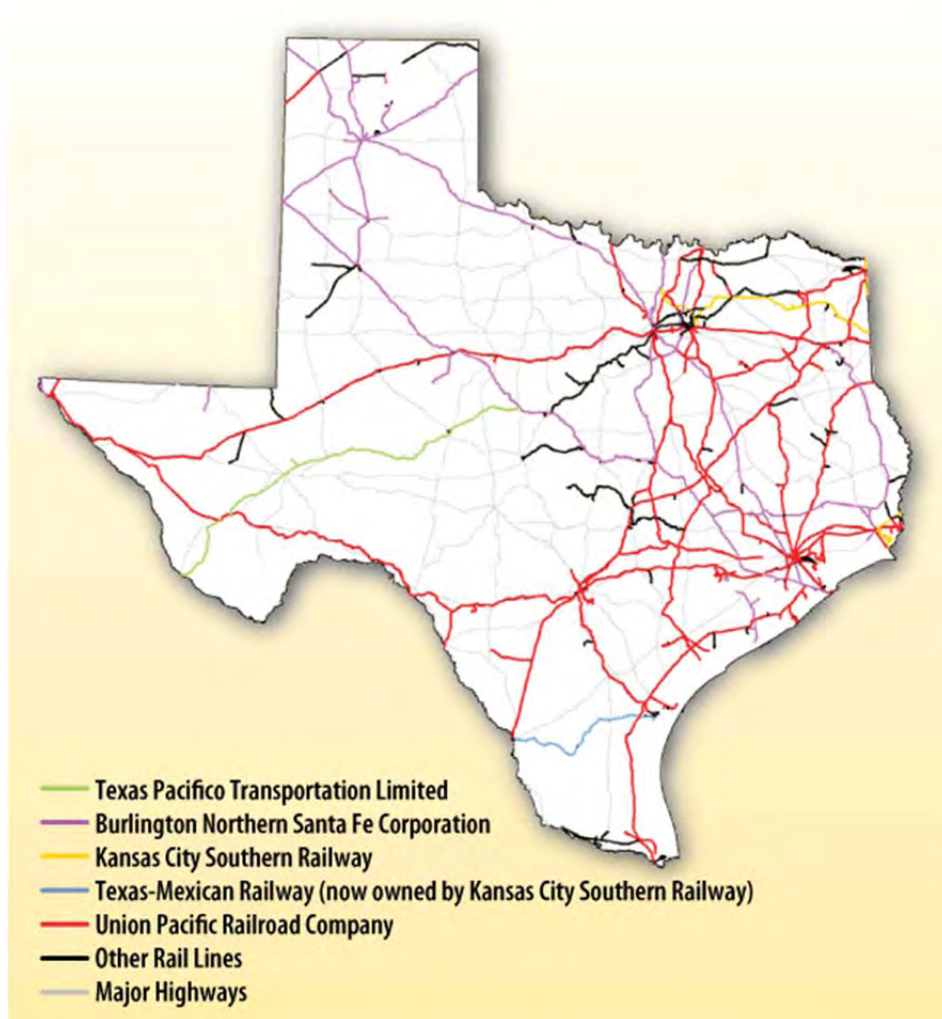 Texas Pacifico Transportation Limited
Burlington Northern Santa Fe Corporation
Kansas City Southern Railway
Texas-Mexican Railway (now owned by Kansas City Southern Railway)
Union Pacific Railroad Company
Other Rail Lines
Major Highways